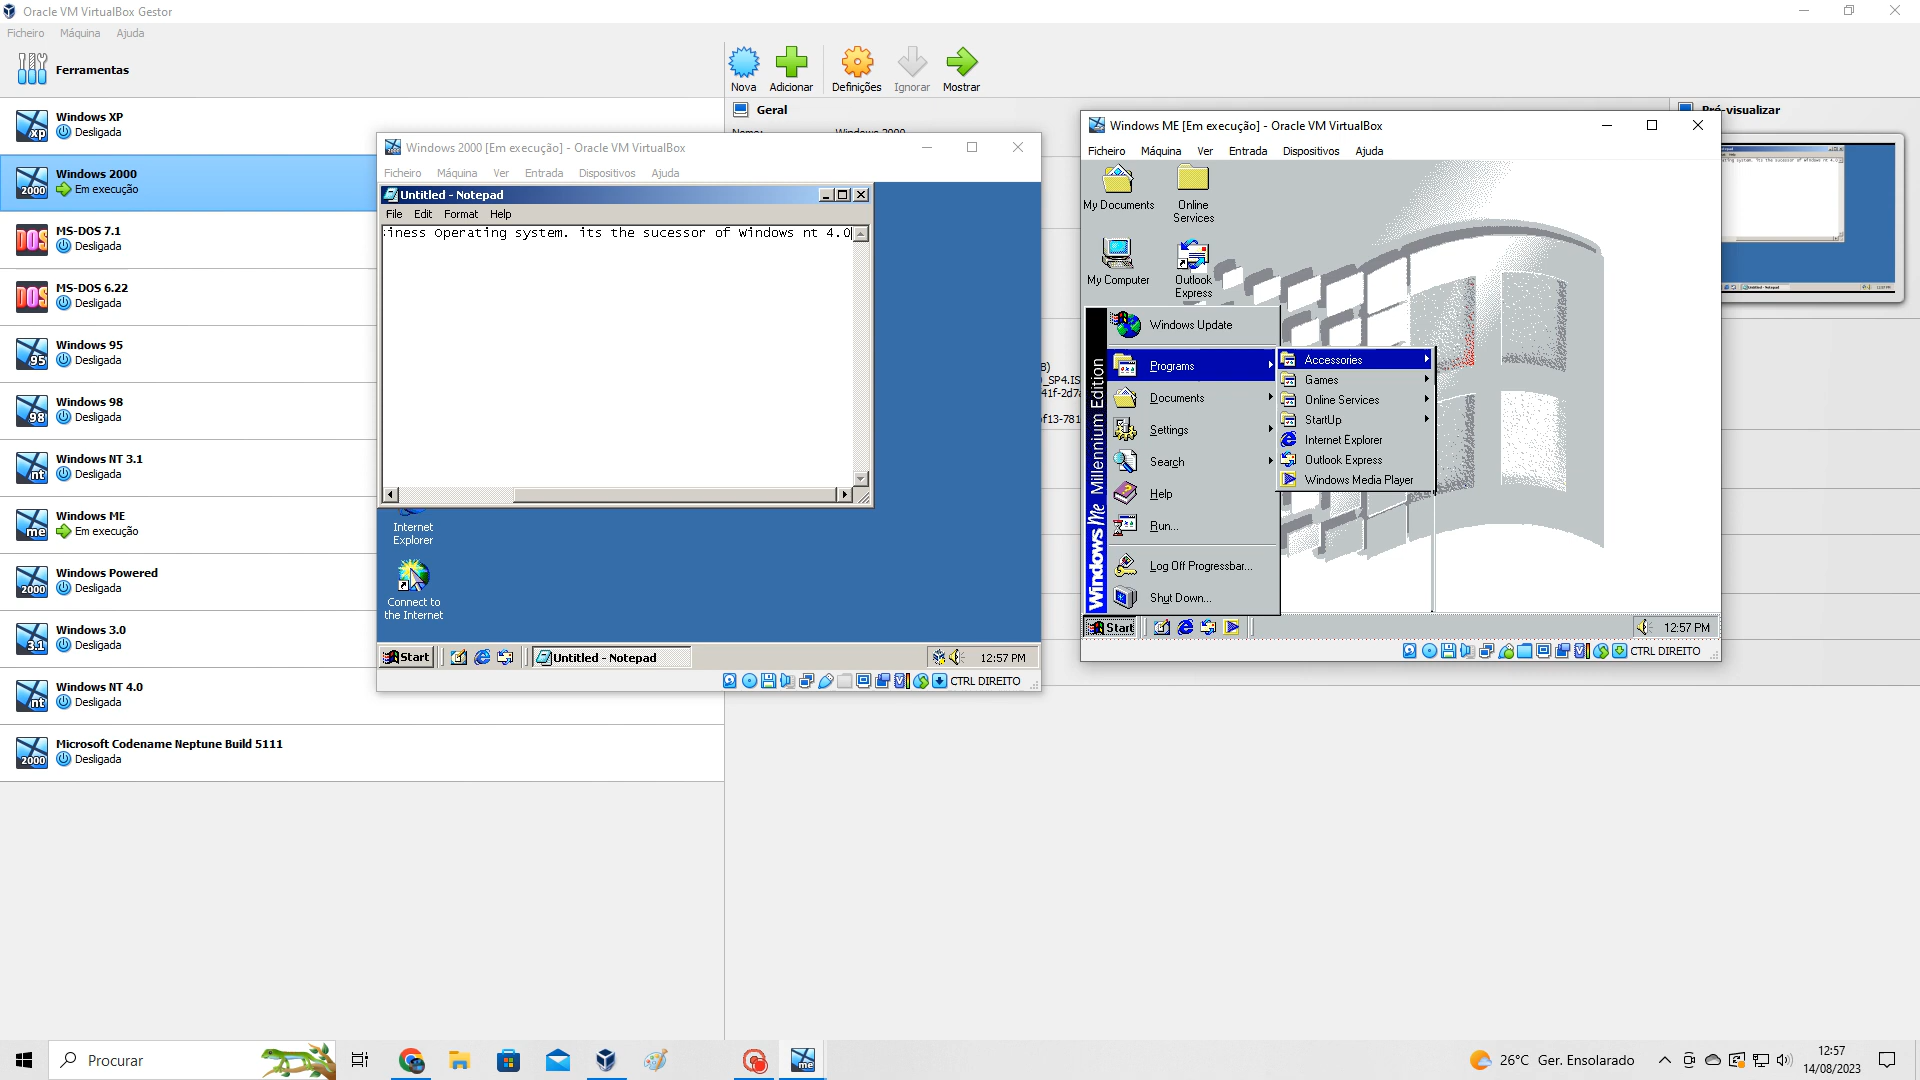 Oracle VM VirtualBox Gestor
Ficheiro Máquina Ajuda
Ferramentas
Nova Adicionar Definições Ignorar Mostrar
Geral
Windows XP
Desligada
Windows 2000
Em execução
MS-DOS 7.1
Desligada
MS-DOS 6.22
Desligada
Windows 95
Desligada
Windows 98
Desligada
Windows NT 3.1
Desligada
Windows ME
Em execução
Windows Powered
Desligada
Windows 3.0
Desligada
Windows NT 4.0
Desligada
Microsoft Codename Neptune Build 5111
Desligada
Windows 2000 [Em execução] - Oracle VM VirtualBox
Ficheiro Máquina Ver Entrada Dispositivos Ajuda
Untitled - Notepad
File Edit Format Help
iness Operating system. its the sucessor of Windows nt 4.0
Internet
Explorer
Connect to
the Internet
Start Untitled - Notepad 12:57 PM
CTRL DIREITO
Windows ME [Em execução] - Oracle VM VirtualBox
Ficheiro Máquina Ver Entrada Dispositivos Ajuda
My Documents
Online
Services
My Computer
Outlook
Express
Windows Me Millennium Edition
Windows Update
Programs
Documents
Settings
Search
Help
Run...
Log Off Progressbar...
Shut Down...
Accessories
Games
Online Services
StartUp
Internet Explorer
Outlook Express
Windows Media Player
Start 12:57 PM
CTRL DIREITO
Pré-visualizar
_SP4.IS
41f-2d7
f13-781
Procurar
26°C Ger. Ensolarado
12:57
14/08/2023